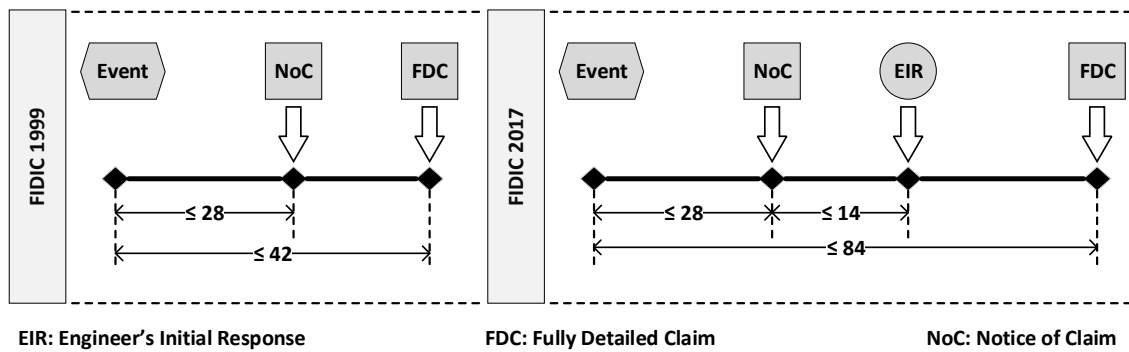 FIDIC 1999
Event
NoC
FDC
≤ 28
≤ 42
FIDIC 2017
Event
NoC
EIR
FDC
≤ 28
≤ 14
≤ 84
EIR: Engineer's Initial Response
FDC: Fully Detailed Claim
NoC: Notice of Claim